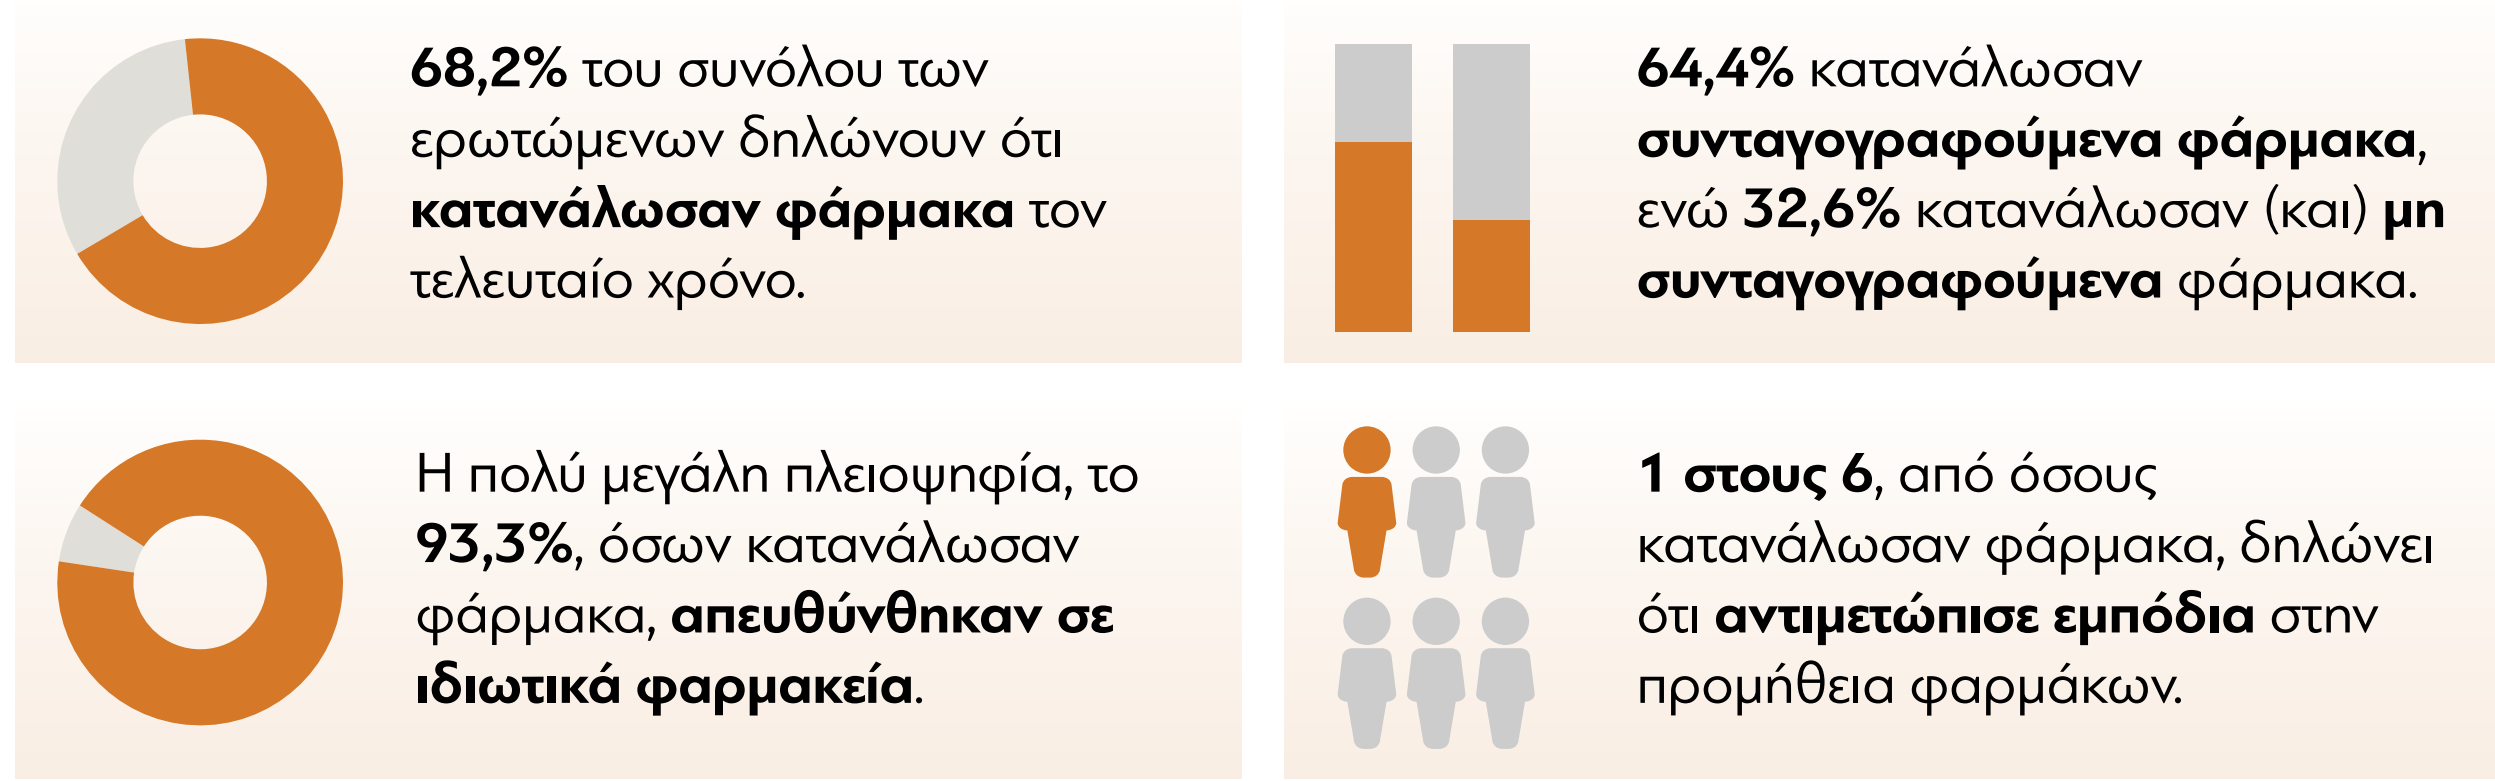 68,2% του συνόλου των
ερωτώμενων δηλώνουν ότι
κατανάλωσαν φάρμακα τον
τελευταίο χρόνο.
64,4% κατανάλωσαν
συνταγογραφούμενα φάρμακα,
ενώ 32,6% κατανάλωσαν (και) μη
συνταγογραφούμενα φάρμακα.
Η πολύ μεγάλη πλειοψηφία, το
93,3%, όσων κατανάλωσαν
φάρμακα, απευθύνθηκαν σε
ιδιωτικά φαρμακεία.
1 στους 6, από όσους
κατανάλωσαν φάρμακα, δηλώνει
ότι αντιμετώπισε εμπόδια στην
προμήθεια φαρμάκων.